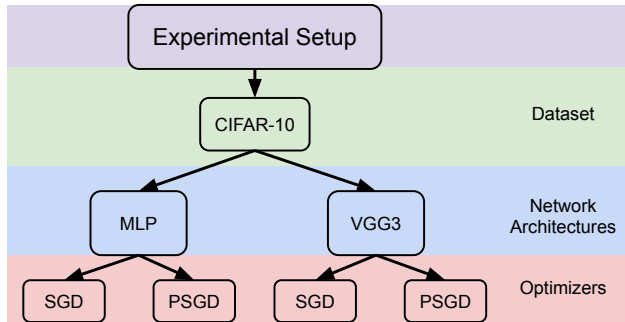 Experimental Setup
CIFAR-10
Dataset
MLP
VGG3
Network
Architectures
SGD
PSGD
SGD
PSGD
Optimizers